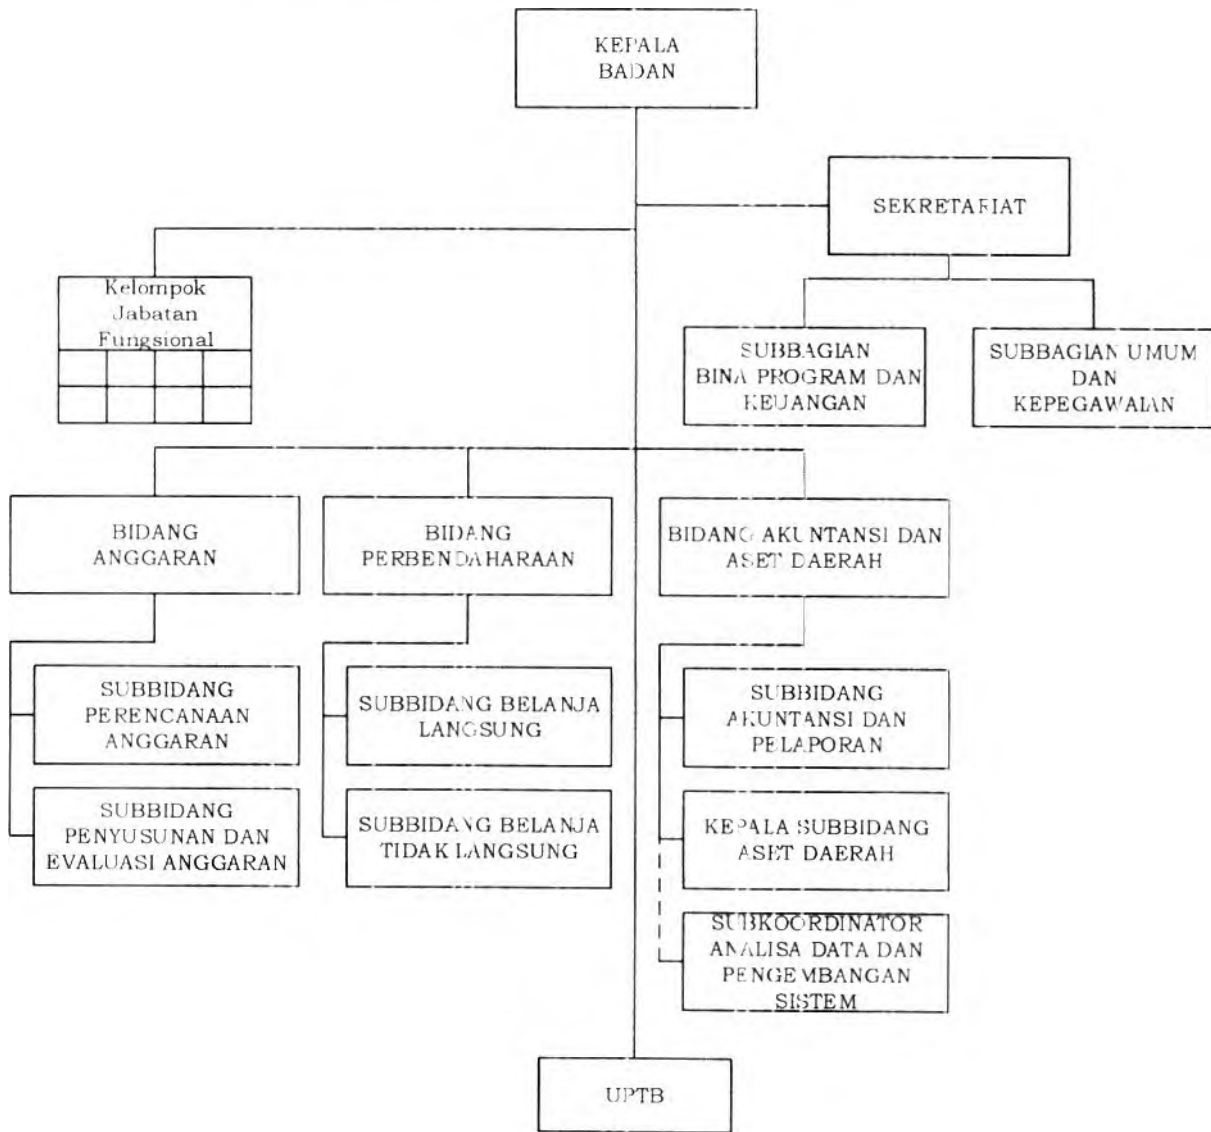 KEPALA
BADAN
SEKRETARIAT
Kelompok
Jabatan
Fungsional
SUBBAGIAN
BINA PROGRAM DAN
KEUANGAN
SUBBAGIAN UMUM
DAN
KEPEGAWAIAN
BIDANG
ANGGARAN
BIDANG
PERBENDAHARAAN
BIDANG AKUNTANSI DAN
ASET DAERAH
SUBBIDANG
PERENCANAAN
ANGGARAN
SUBBIDANG BELANJA
LANGSUNG
SUBBIDANG
AKUNTANSI DAN
PELAPORAN
SUBBIDANG
PENYUSUNAN DAN
EVALUASI ANGGARAN
SUBBIDANG BELANJA
TIDAK LANGSUNG
KEPALA SUBBIDANG
ASET DAERAH
SUBKOORDINATOR
ANALISA DATA DAN
PENGEMBANGAN
SISTEM
UPTB